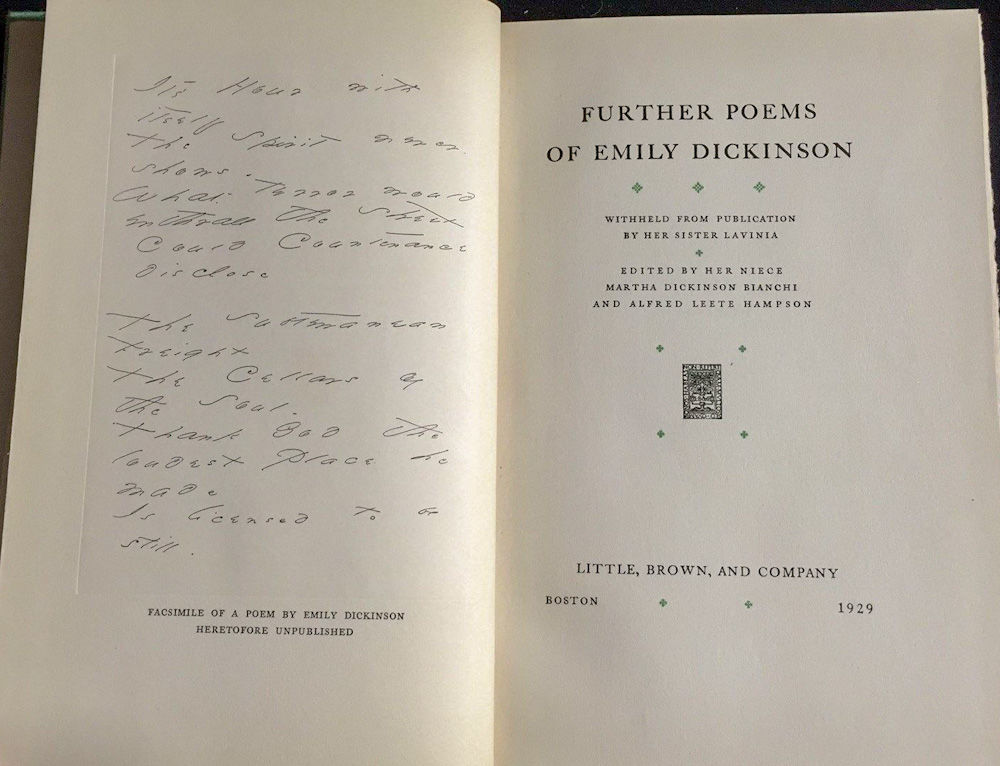 Its Hour with
itself
The Spirit never
shows.
What Terror would
Enthrall the Street
Could Countenance
Disclose
The Subterranean
Freight
The Cellars of
the Soul.
Thank God the
loudest Place he
made
Is licensed to be
still.
FACSIMILE OF A POEM BY EMILY DICKINSON
HERETOFORE UNPUBLISHED
FURTHER POEMS
OF EMILY DICKINSON
WITHHELD FROM PUBLICATION
BY HER SISTER LAVINIA
EDITED BY HER NIECE
MARTHA DICKINSON BIANCHI
AND ALFRED LEETE HAMPSON
LITTLE, BROWN, AND COMPANY
BOSTON 1929